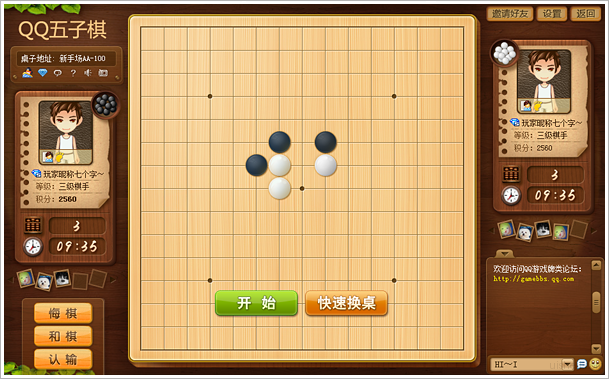 QQ五子棋
邀请好友 设置 返回
桌子地址: 新手场AA-100
玩家昵称七个字~
等级: 三级棋手
积分: 2560
3
09:35
悔 棋
和 棋
认 输
开 始
快速换桌
玩家昵称七个字~
等级: 三级棋手
积分: 2560
3
09:35
欢迎访问QQ游戏牌类论坛:
http://gamebbs.qq.com
HI~I